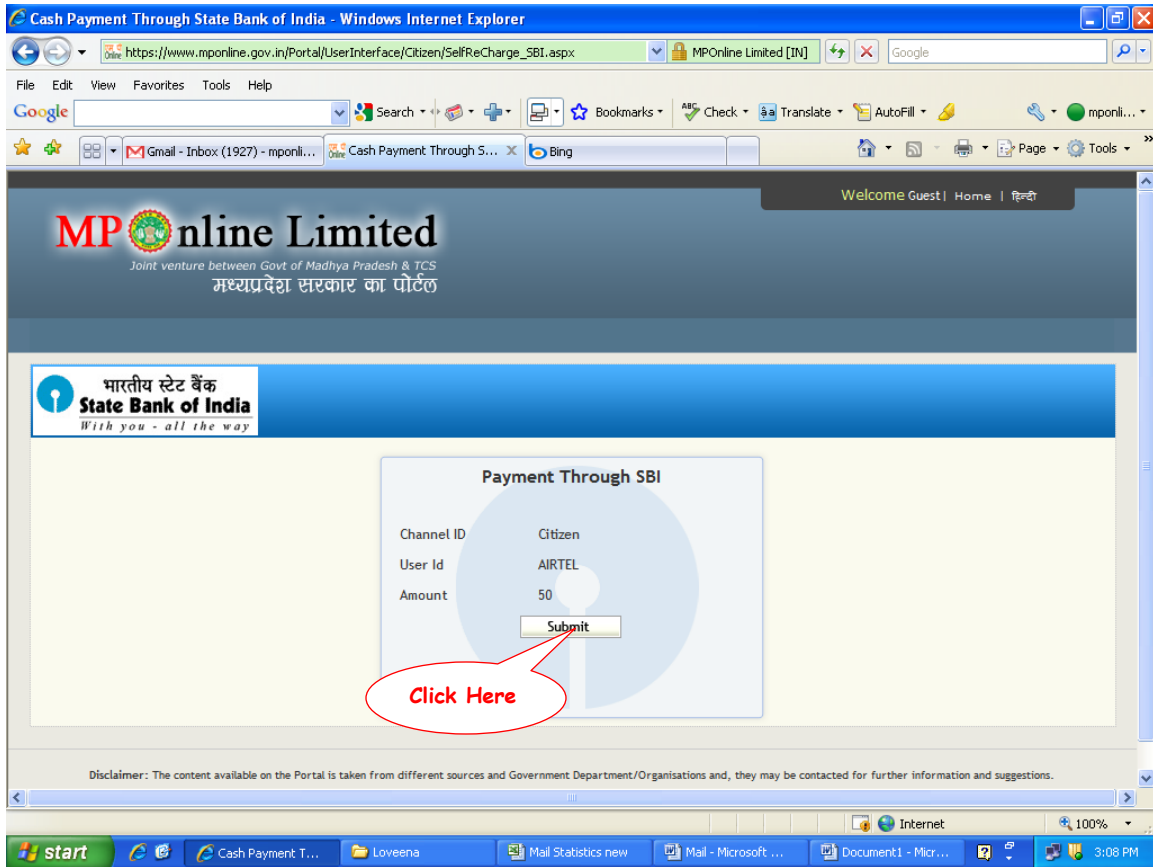 Cash Payment Through State Bank of India - Windows Internet Explorer
https://www.mponline.gov.in/Portal/UserInterface/Citizen/SelfReCharge_SBI.aspx MPOnline Limited [IN] Google
File Edit View Favorites Tools Help
Google Search Bookmarks ABC Check Translate AutoFill mponli...
Gmail - Inbox (1927) - mponli... Cash Payment Through S... Bing Page Tools
Welcome Guest | Home | हिन्दी
MPOnline Limited
Joint venture between Govt of Madhya Pradesh & TCS
मध्यप्रदेश सरकार का पोर्टल
भारतीय स्टेट बैंक
State Bank of India
With you - all the way
Payment Through SBI
Channel ID Citizen
User Id AIRTEL
Amount 50
Submit
Click Here
Disclaimer: The content available on the Portal is taken from different sources and Government Department/Organisations and, they may be contacted for further information and suggestions.
Internet 100%
start Cash Payment T... Loveena Mail Statistics new Mail - Microsoft ... Document1 - Micr... 3:08 PM